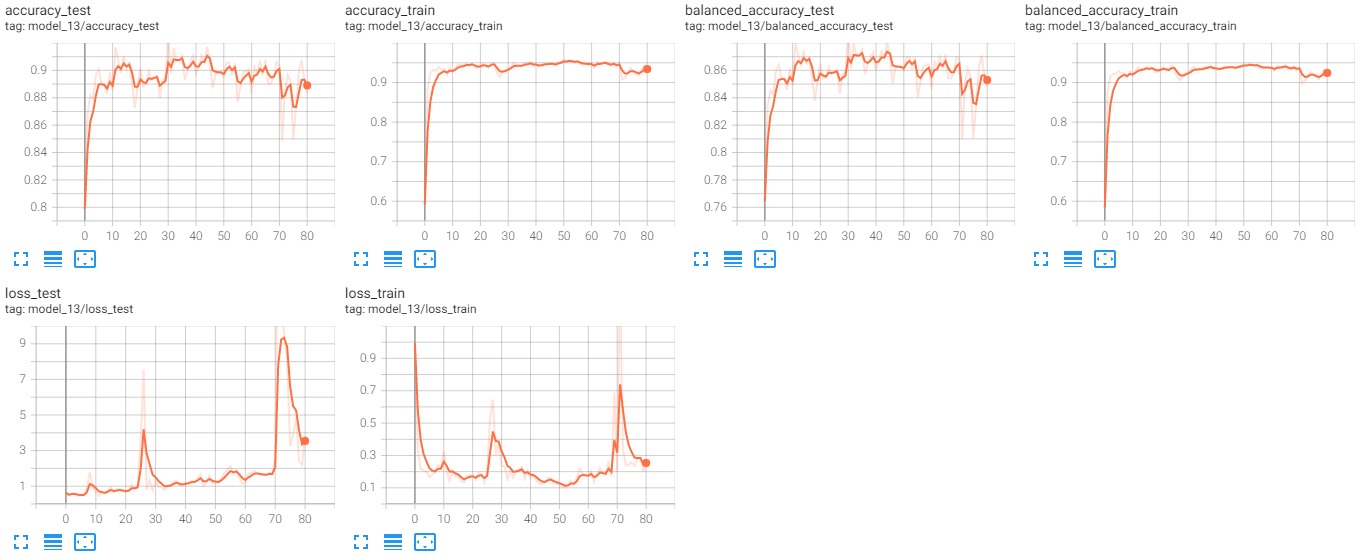 accuracy_test
tag: model_13/accuracy_test
0.9
0.88
0.86
0.84
0.82
0.8
0 10 20 30 40 50 60 70 80
accuracy_train
tag: model_13/accuracy_train
0.9
0.8
0.7
0.6
0 10 20 30 40 50 60 70 80
balanced_accuracy_test
tag: model_13/balanced_accuracy_test
0.86
0.84
0.82
0.8
0.78
0.76
0 10 20 30 40 50 60 70 80
balanced_accuracy_train
tag: model_13/balanced_accuracy_train
0.9
0.8
0.7
0.6
0 10 20 30 40 50 60 70 80
loss_test
tag: model_13/loss_test
9
7
5
3
1
0 10 20 30 40 50 60 70 80
loss_train
tag: model_13/loss_train
0.9
0.7
0.5
0.3
0.1
0 10 20 30 40 50 60 70 80